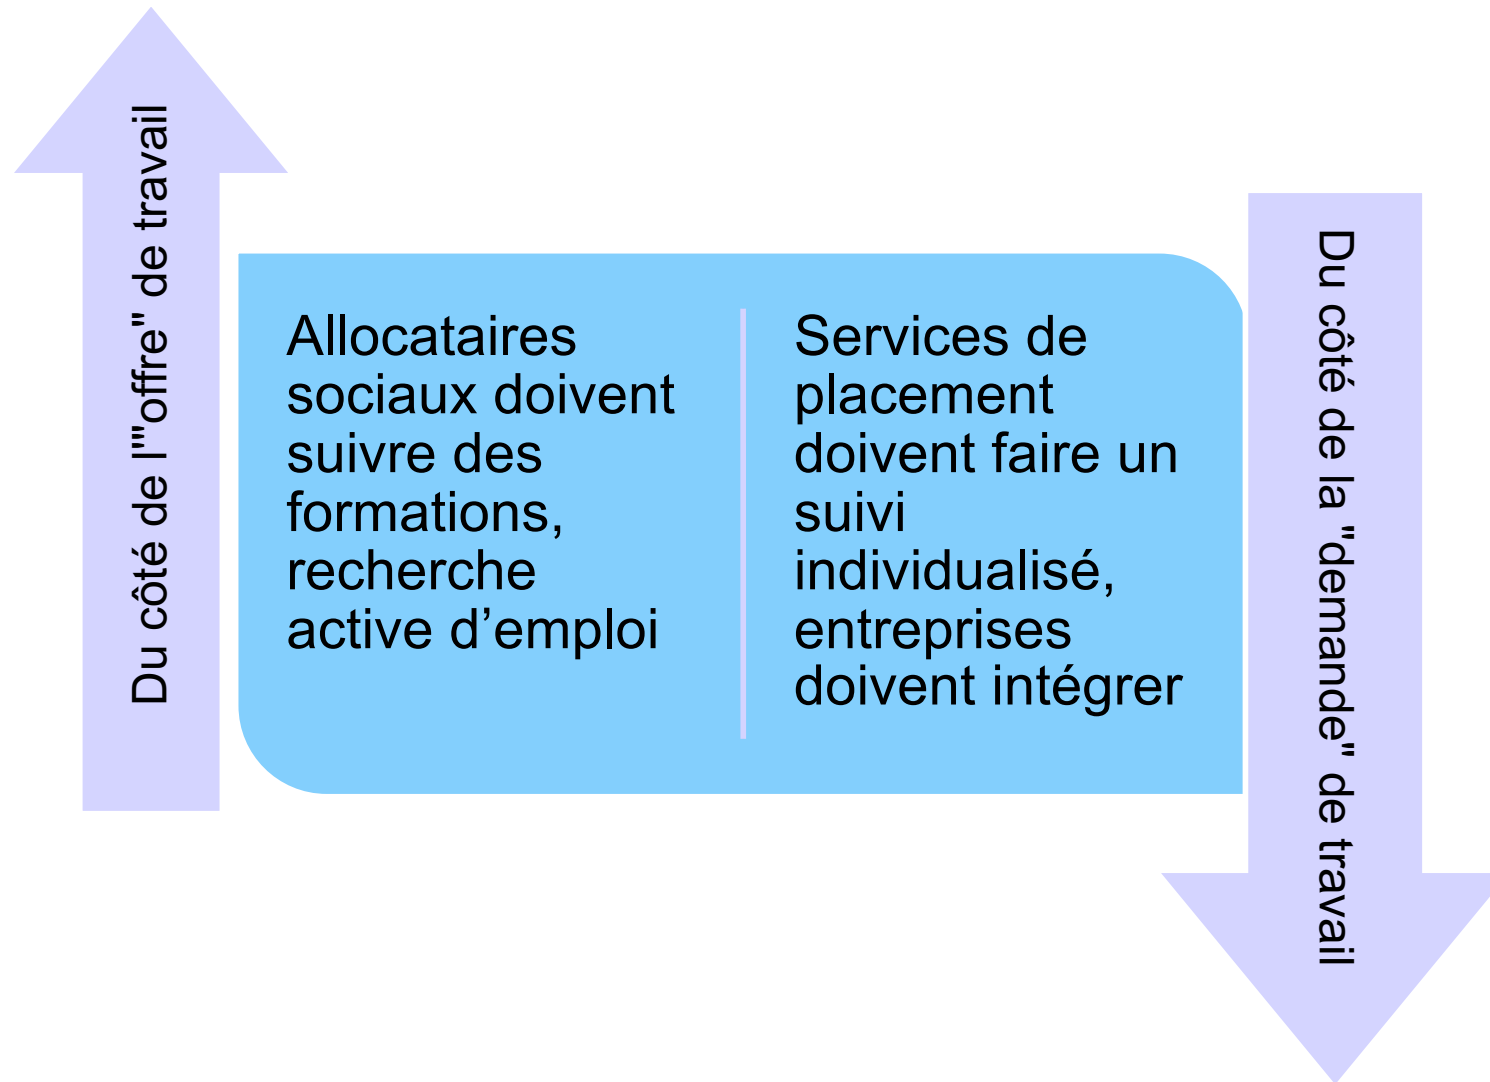 Du côté de l'"offre" de travail
Allocataires
sociaux doivent
suivre des
formations,
recherche
active d’emploi
Services de
placement
doivent faire un
suivi
individualisé,
entreprises
doivent intégrer
Du côté de la "demande" de travail